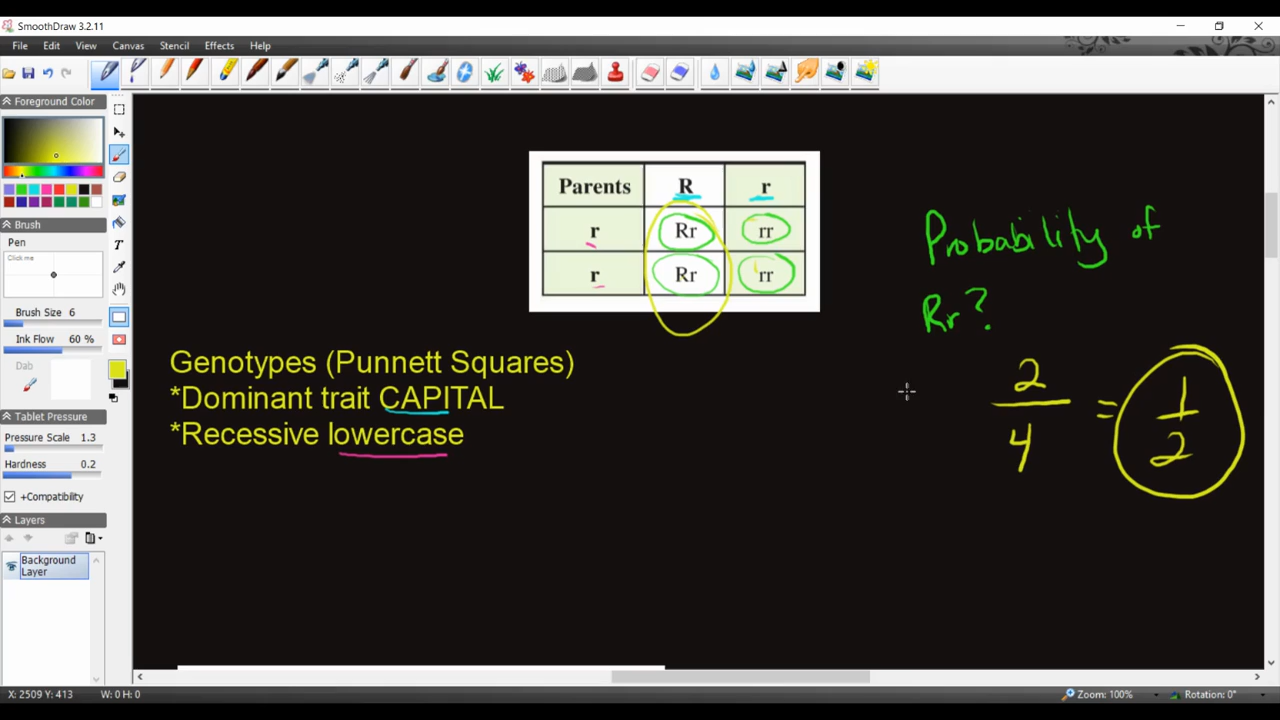 SmoothDraw 3.2.11
File Edit View Canvas Stencil Effects Help
Foreground Color
Brush
Pen
Click me
Brush Size 6
Ink Flow 60 %
Dab
Tablet Pressure
Pressure Scale 1.3
Hardness 0.2
+Compatibility
Layers
Background
Layer
Parents R r
r Rr rr
r Rr rr
Genotypes (Punnett Squares)
*Dominant trait CAPITAL
*Recessive lowercase
Probability of
Rr?
2/4 = 1/2
X: 2509 Y: 413 W: 0 H: 0 Zoom: 100% Rotation: 0°